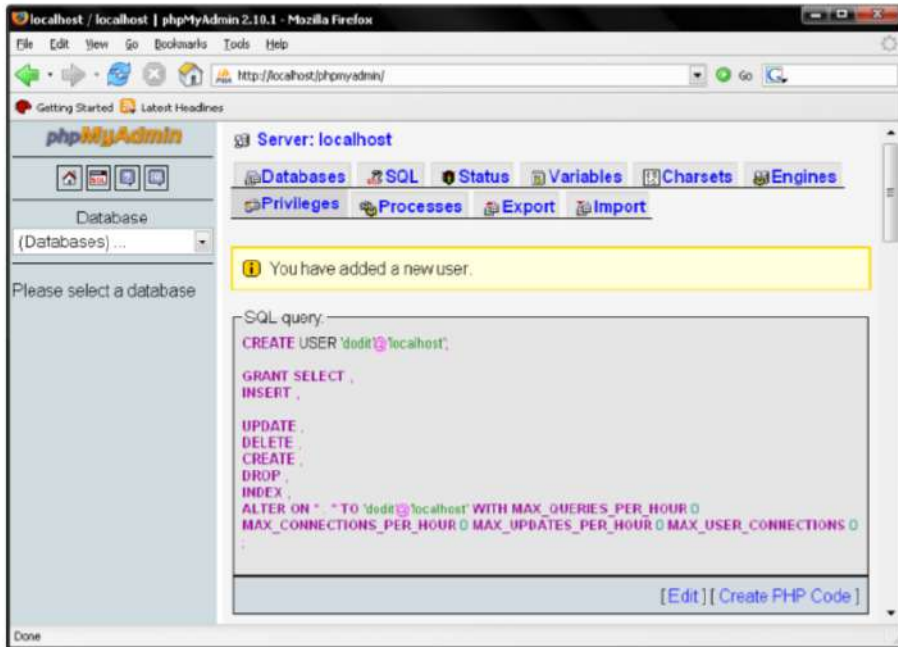 localhost / localhost | phpMyAdmin 2.10.1 - Mozilla Firefox
File Edit View Go Bookmarks Tools Help
http://localhost/phpmyadmin/ Go
Getting Started Latest Headlines
phpMyAdmin
Database
(Databases) ...
Please select a database
Server: localhost
Databases SQL Status Variables Charsets Engines
Privileges Processes Export Import
You have added a new user.
SQL query:
CREATE USER 'dodit'@'localhost';
GRANT SELECT ,
INSERT ,
UPDATE ,
DELETE ,
CREATE ,
DROP ,
INDEX ,
ALTER ON * . * TO 'dodit'@'localhost' WITH MAX_QUERIES_PER_HOUR 0
MAX_CONNECTIONS_PER_HOUR 0 MAX_UPDATES_PER_HOUR 0 MAX_USER_CONNECTIONS 0
;
[ Edit ] [ Create PHP Code ]
Done